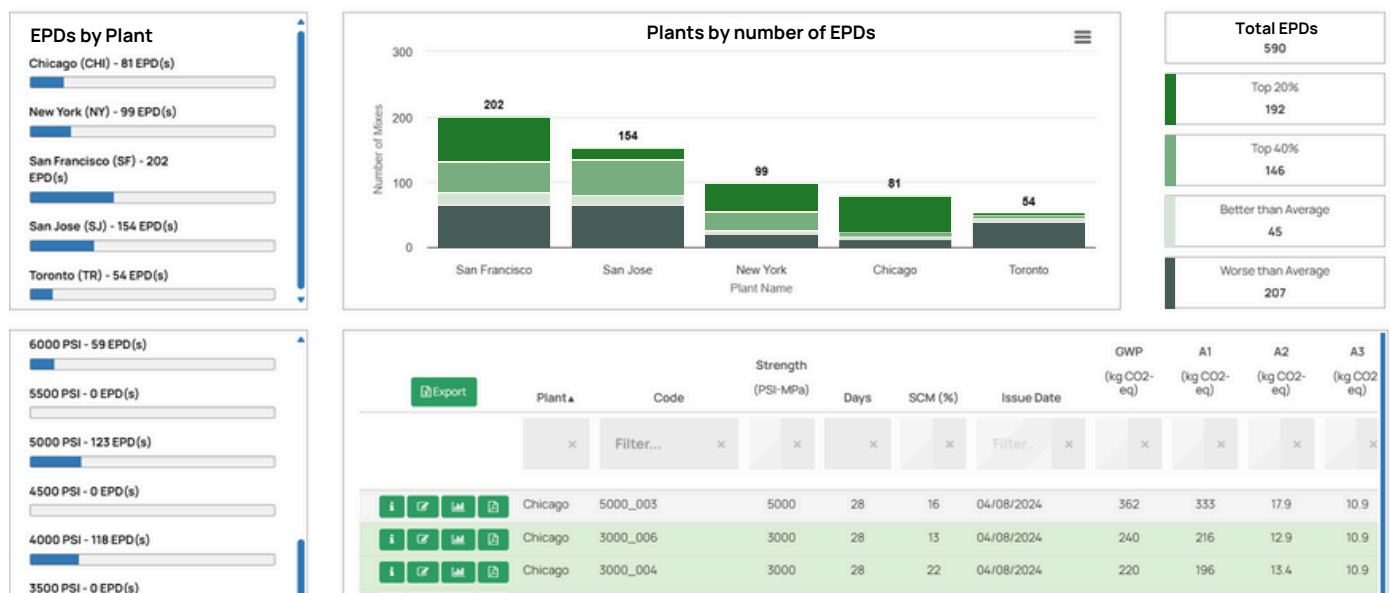 EPDs by Plant
Chicago (CHI) - 81 EPD(s)
New York (NY) - 99 EPD(s)
San Francisco (SF) - 202
EPD(s)
San Jose (SJ) - 154 EPD(s)
Toronto (TR) - 54 EPD(s)
Plants by number of EPDs
Number of Mixes
300
200
100
0
202
154
99
81
54
San Francisco
San Jose
New York
Chicago
Toronto
Plant Name
Total EPDs
590
Top 20%
192
Top 40%
146
Better than Average
45
Worse than Average
207
6000 PSI - 59 EPD(s)
5500 PSI - 0 EPD(s)
5000 PSI - 123 EPD(s)
4500 PSI - 0 EPD(s)
4000 PSI - 118 EPD(s)
3500 PSI - 0 EPD(s)
Export
Plant▲
Code
Strength
(PSI-MPa)
Days
SCM (%)
Issue Date
GWP
(kg CO2-
eq)
A1
(kg CO2-
eq)
A2
(kg CO2-
eq)
A3
(kg CO2
eq)
× Filter... × × × × Filter.. × × × × ×
Chicago 5000_003 5000 28 16 04/08/2024 362 333 17.9 10.9
Chicago 3000_006 3000 28 13 04/08/2024 240 216 12.9 10.9
Chicago 3000_004 3000 28 22 04/08/2024 220 196 13.4 10.9